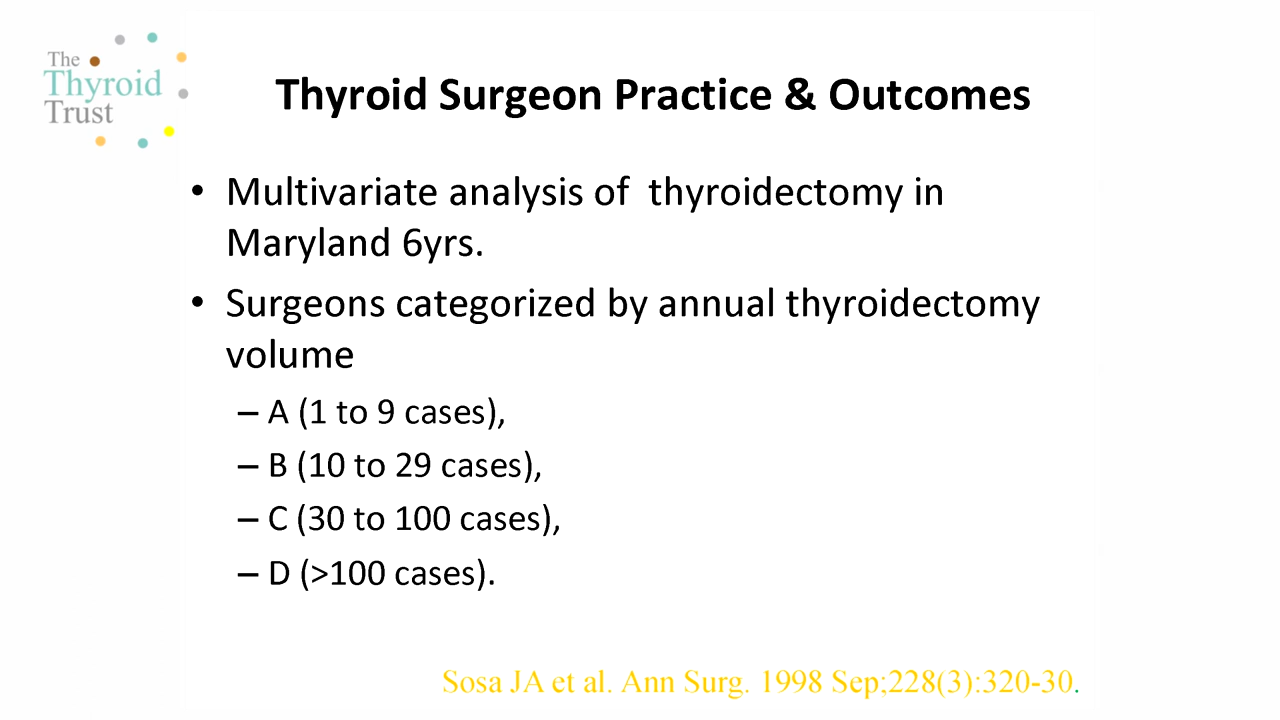 The
Thyroid
Trust
Thyroid Surgeon Practice & Outcomes
• Multivariate analysis of  thyroidectomy in
Maryland 6yrs.
• Surgeons categorized by annual thyroidectomy
volume
– A (1 to 9 cases),
– B (10 to 29 cases),
– C (30 to 100 cases),
– D (>100 cases).
Sosa JA et al. Ann Surg. 1998 Sep;228(3):320-30.